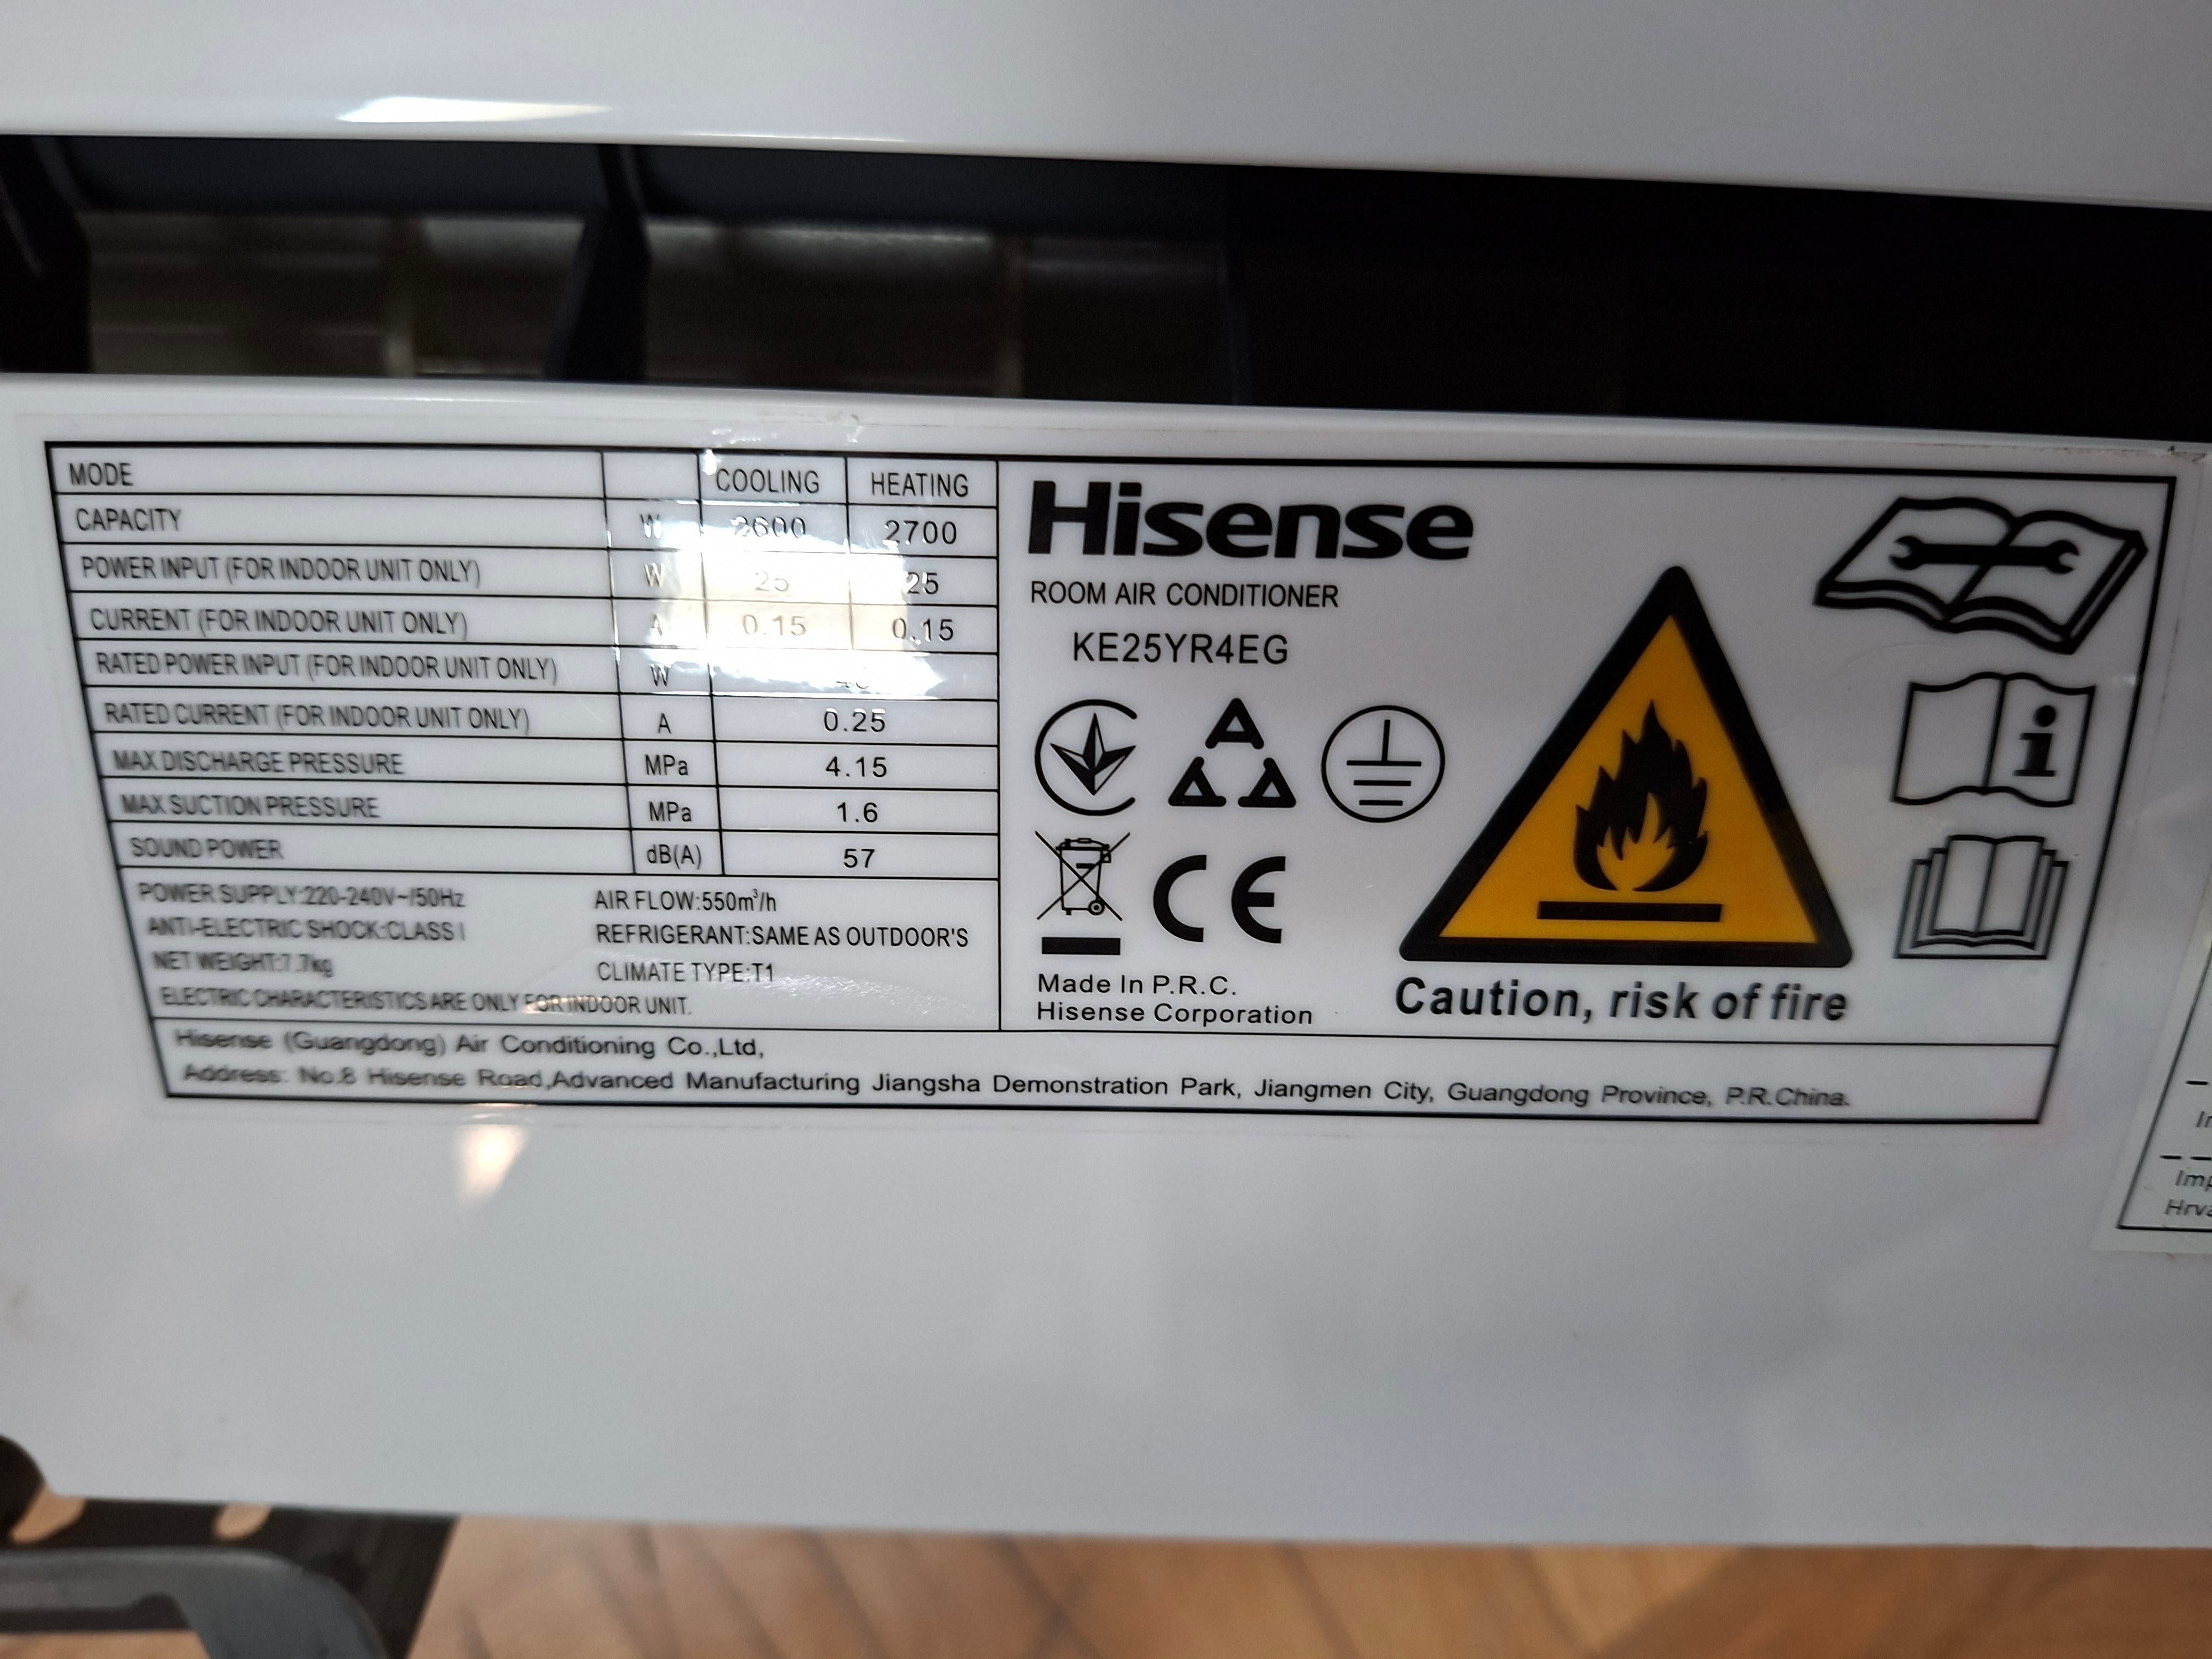 MODE COOLING HEATING
CAPACITY W 2600 2700
POWER INPUT (FOR INDOOR UNIT ONLY) W 25 25
CURRENT (FOR INDOOR UNIT ONLY) A 0.15 0.15
RATED POWER INPUT (FOR INDOOR UNIT ONLY) W
RATED CURRENT (FOR INDOOR UNIT ONLY) A 0.25
MAX DISCHARGE PRESSURE MPa 4.15
MAX SUCTION PRESSURE MPa 1.6
SOUND POWER dB(A) 57
POWER SUPPLY:220-240V~/50Hz AIR FLOW:550m³/h
ANTI-ELECTRIC SHOCK:CLASS I REFRIGERANT:SAME AS OUTDOOR'S
NET WEIGHT:7.7kg CLIMATE TYPE:T1
ELECTRIC CHARACTERISTICS ARE ONLY FOR INDOOR UNIT.
Hisense
ROOM AIR CONDITIONER
KE25YR4EG
CE
Made In P.R.C.
Hisense Corporation
Caution, risk of fire
Hisense (Guangdong) Air Conditioning Co.,Ltd,
Address: No.8 Hisense Road,Advanced Manufacturing Jiangsha Demonstration Park, Jiangmen City, Guangdong Province, P.R.China.